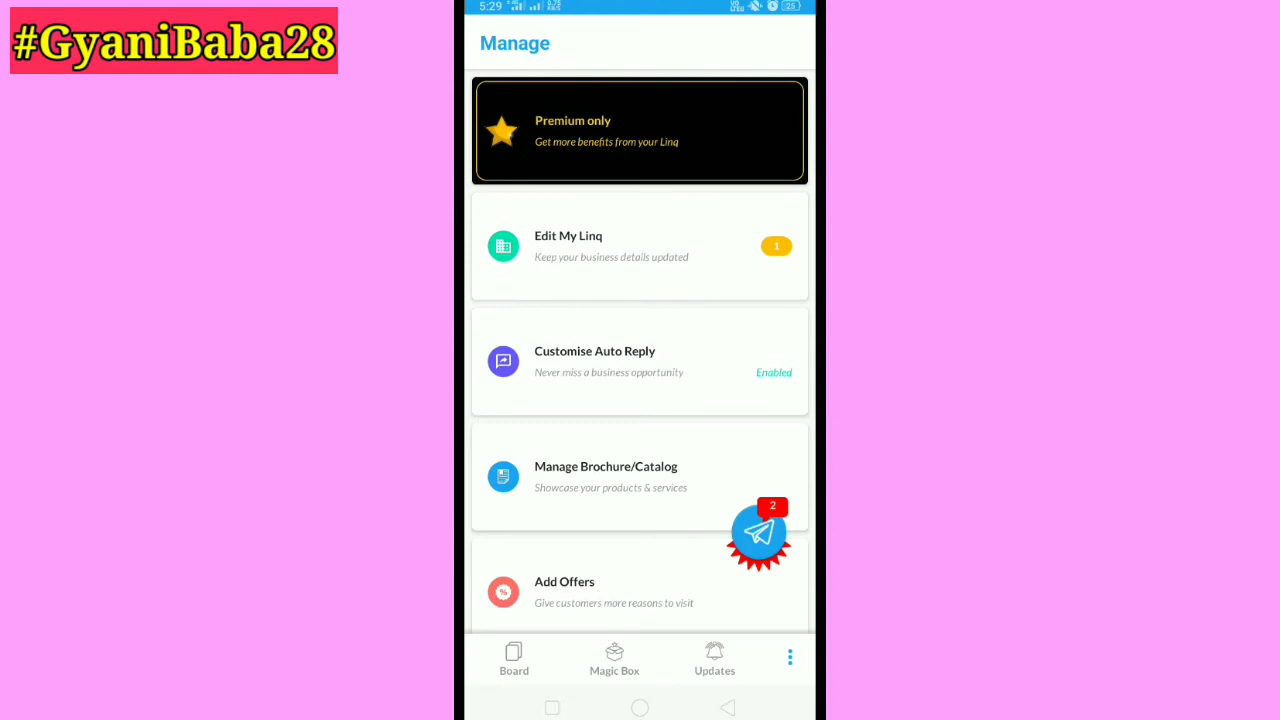 #GyaniBaba28
5:29
25
Manage
Premium only
Get more benefits from your Linq
Edit My Linq
Keep your business details updated
1
Customise Auto Reply
Never miss a business opportunity
Enabled
Manage Brochure/Catalog
Showcase your products & services
2
Add Offers
Give customers more reasons to visit
Board
Magic Box
Updates